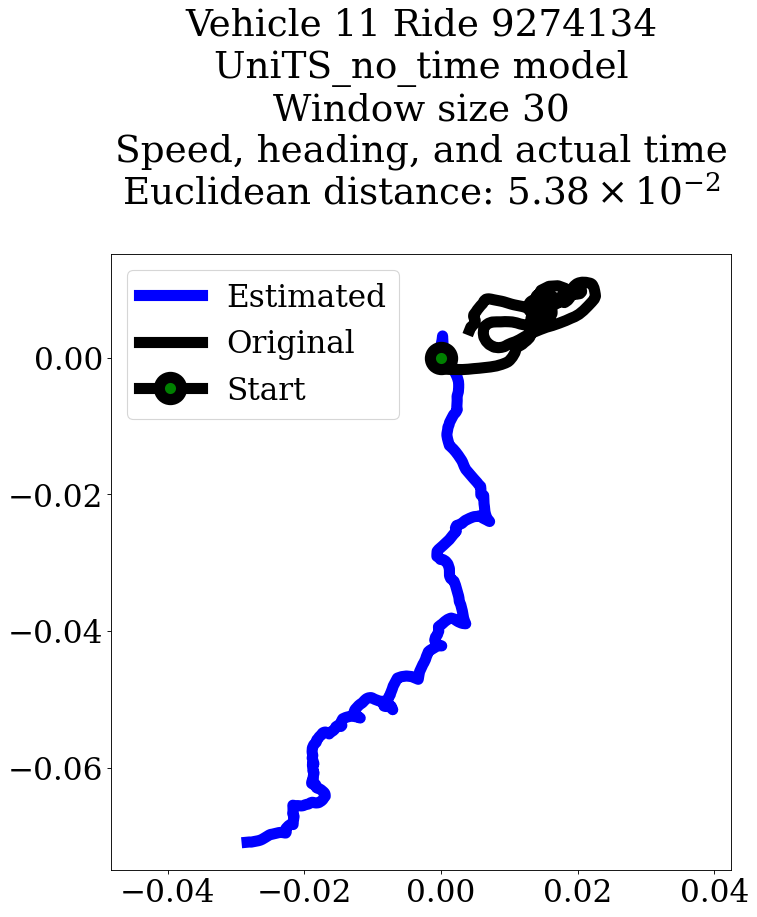 Vehicle 11 Ride 9274134
UniTS_no_time model
Window size 30
Speed, heading, and actual time
Euclidean distance: 5.38 × 10⁻²
Estimated
Original
Start
0.00
−0.02
−0.04
−0.06
−0.04 −0.02 0.00 0.02 0.04